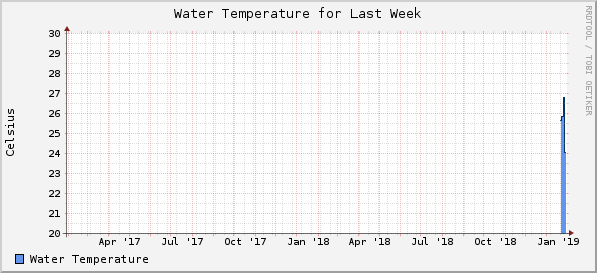 Water Temperature for Last Week
RRDTOOL / TOBI OETIKER
Celsius
30
29
28
27
26
25
24
23
22
21
20
Apr '17 Jul '17 Oct '17 Jan '18 Apr '18 Jul '18 Oct '18 Jan '19
Water Temperature